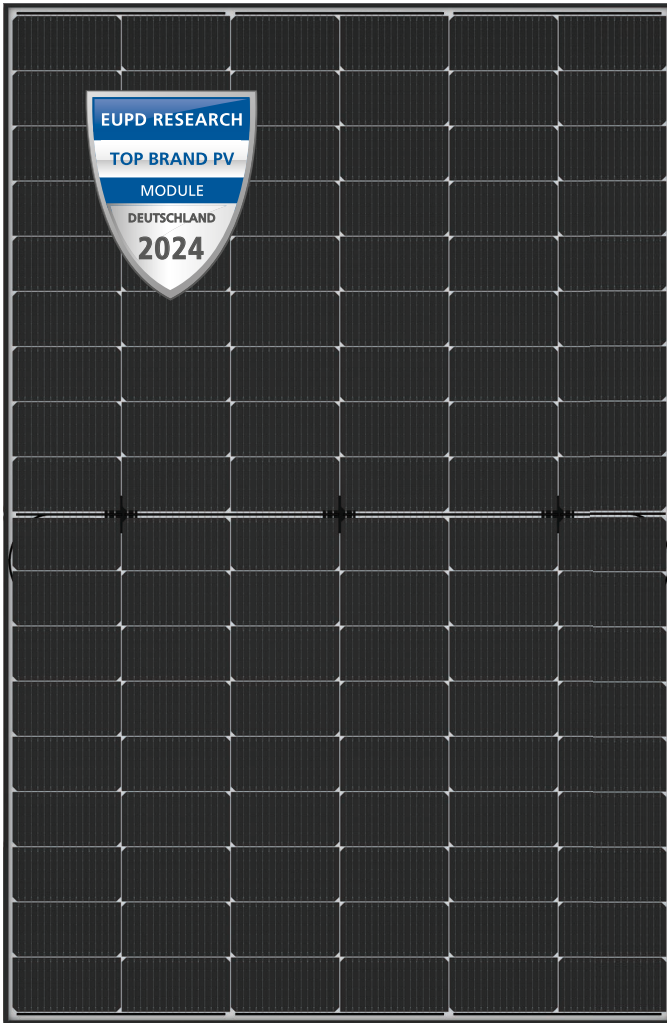 EUPD RESEARCH
TOP BRAND PV
MODULE
DEUTSCHLAND
2024